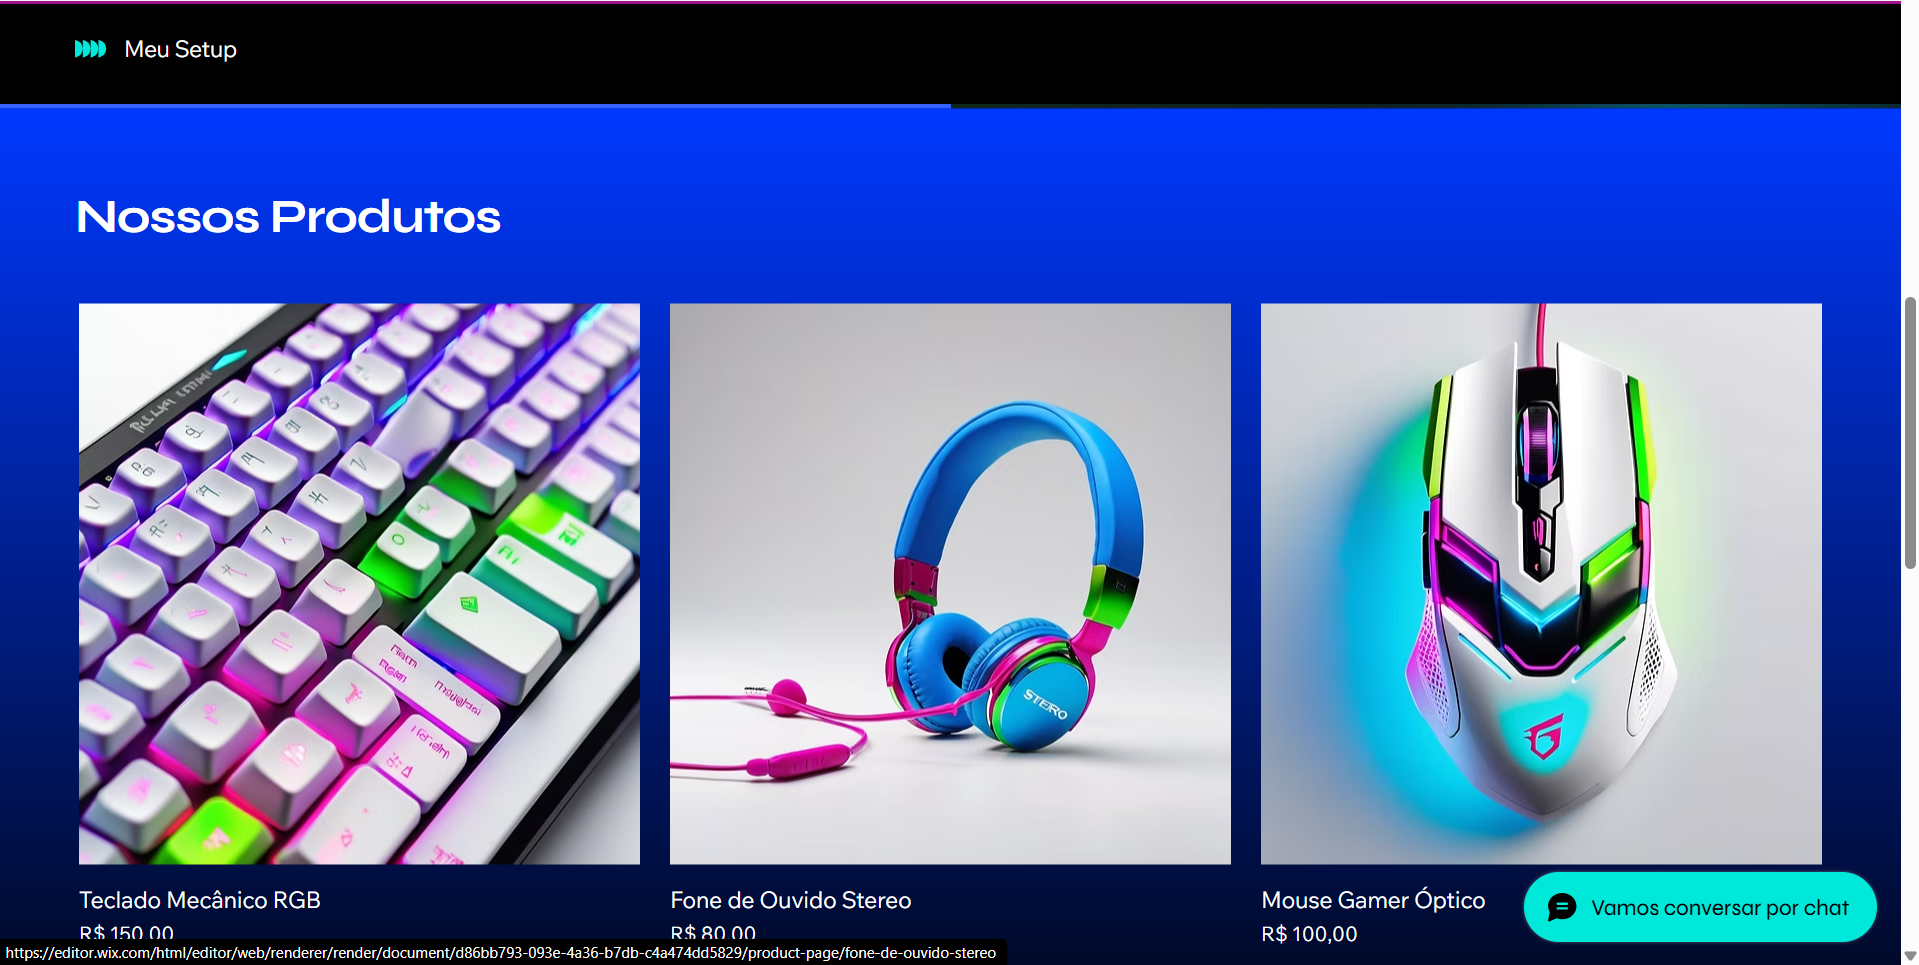 Meu Setup
Nossos Produtos
STERO
Teclado Mecânico RGB
R$ 150,00
Fone de Ouvido Stereo
R$ 80,00
Mouse Gamer Óptico
R$ 100,00
Vamos conversar por chat
https://editor.wix.com/html/editor/web/renderer/render/document/d86bb793-093e-4a36-b7db-c4a474dd5829/product-page/fone-de-ouvido-stereo